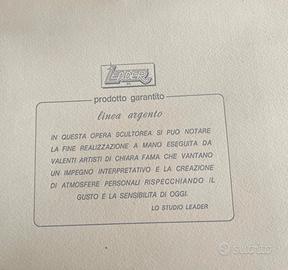 LEADER
prodotto garantito
linea argento
IN QUESTA OPERA SCULTOREA SI PUO NOTARE
LA FINE REALIZZAZIONE A MANO ESEGUITA DA
VALENTI ARTISTI DI CHIARA FAMA CHE VANTANO
UN IMPEGNO INTERPRETATIVO E LA CREAZIONE
DI ATMOSFERE PERSONALI RISPECCHIANDO IL
GUSTO E LA SENSIBILITA DI OGGI.
LO STUDIO LEADER
subito